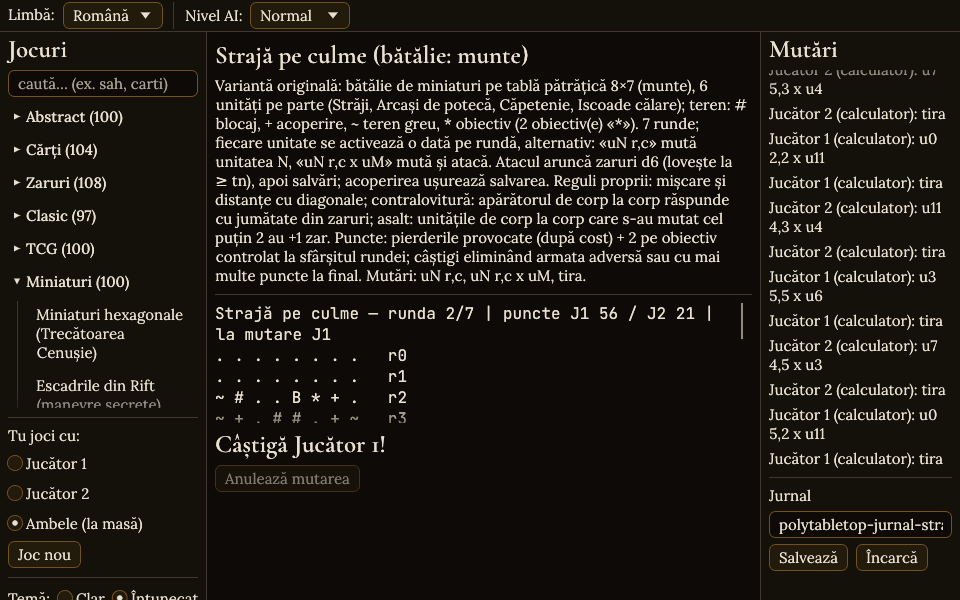 Limbă: Română ▼ Nivel AI: Normal ▼
Jocuri
caută... (ex. sah, carti)
▸ Abstract (100)
▸ Cărți (104)
▸ Zaruri (108)
▸ Clasic (97)
▸ TCG (100)
▾ Miniaturi (100)
Miniaturi hexagonale
(Trecătoarea
Cenușie)
Escadrile din Rift
(manevre secrete)
Tu joci cu:
Jucător 1
Jucător 2
Ambele (la masă)
Joc nou
Temă: Clar Întunecat
Strajă pe culme (bătălie: munte)
Variantă originală: bătălie de miniaturi pe tablă pătrățică 8×7 (munte), 6
unități pe parte (Străji, Arcași de potecă, Căpetenie, Iscoade călare); teren: #
blocaj, + acoperire, ~ teren greu, * obiectiv (2 obiectiv(e) «*»). 7 runde;
fiecare unitate se activează o dată pe rundă, alternativ: «uN r,c» mută
unitatea N, «uN r,c x uM» mută și atacă. Atacul aruncă zaruri d6 (lovește la
≥ tn), apoi salvări; acoperirea ușurează salvarea. Reguli proprii: mișcare și
distanțe cu diagonale; contralovitură: apărătorul de corp la corp răspunde
cu jumătate din zaruri; asalt: unitățile de corp la corp care s-au mutat cel
puțin 2 au +1 zar. Puncte: pierderile provocate (după cost) + 2 pe obiectiv
controlat la sfârșitul rundei; câștigi eliminând armata adversă sau cu mai
multe puncte la final. Mutări: uN r,c, uN r,c x uM, tira.
Strajă pe culme — runda 2/7 | puncte J1 56 / J2 21 |
la mutare J1
. . . . . . . . r0
. . . . . . . . r1
~ # . . B * + . r2
~ + . # # . + ~ r3
Câștigă Jucător 1!
Anulează mutarea
Mutări
Jucător 2 (calculator): u7
5,3 x u4
Jucător 2 (calculator): tira
Jucător 1 (calculator): u0
2,2 x u11
Jucător 1 (calculator): tira
Jucător 2 (calculator): u11
4,3 x u4
Jucător 2 (calculator): tira
Jucător 1 (calculator): u3
5,5 x u6
Jucător 1 (calculator): tira
Jucător 2 (calculator): u7
4,5 x u3
Jucător 2 (calculator): tira
Jucător 1 (calculator): u0
5,2 x u11
Jucător 1 (calculator): tira
Jurnal
polytabletop-jurnal-stra
Salvează Încarcă